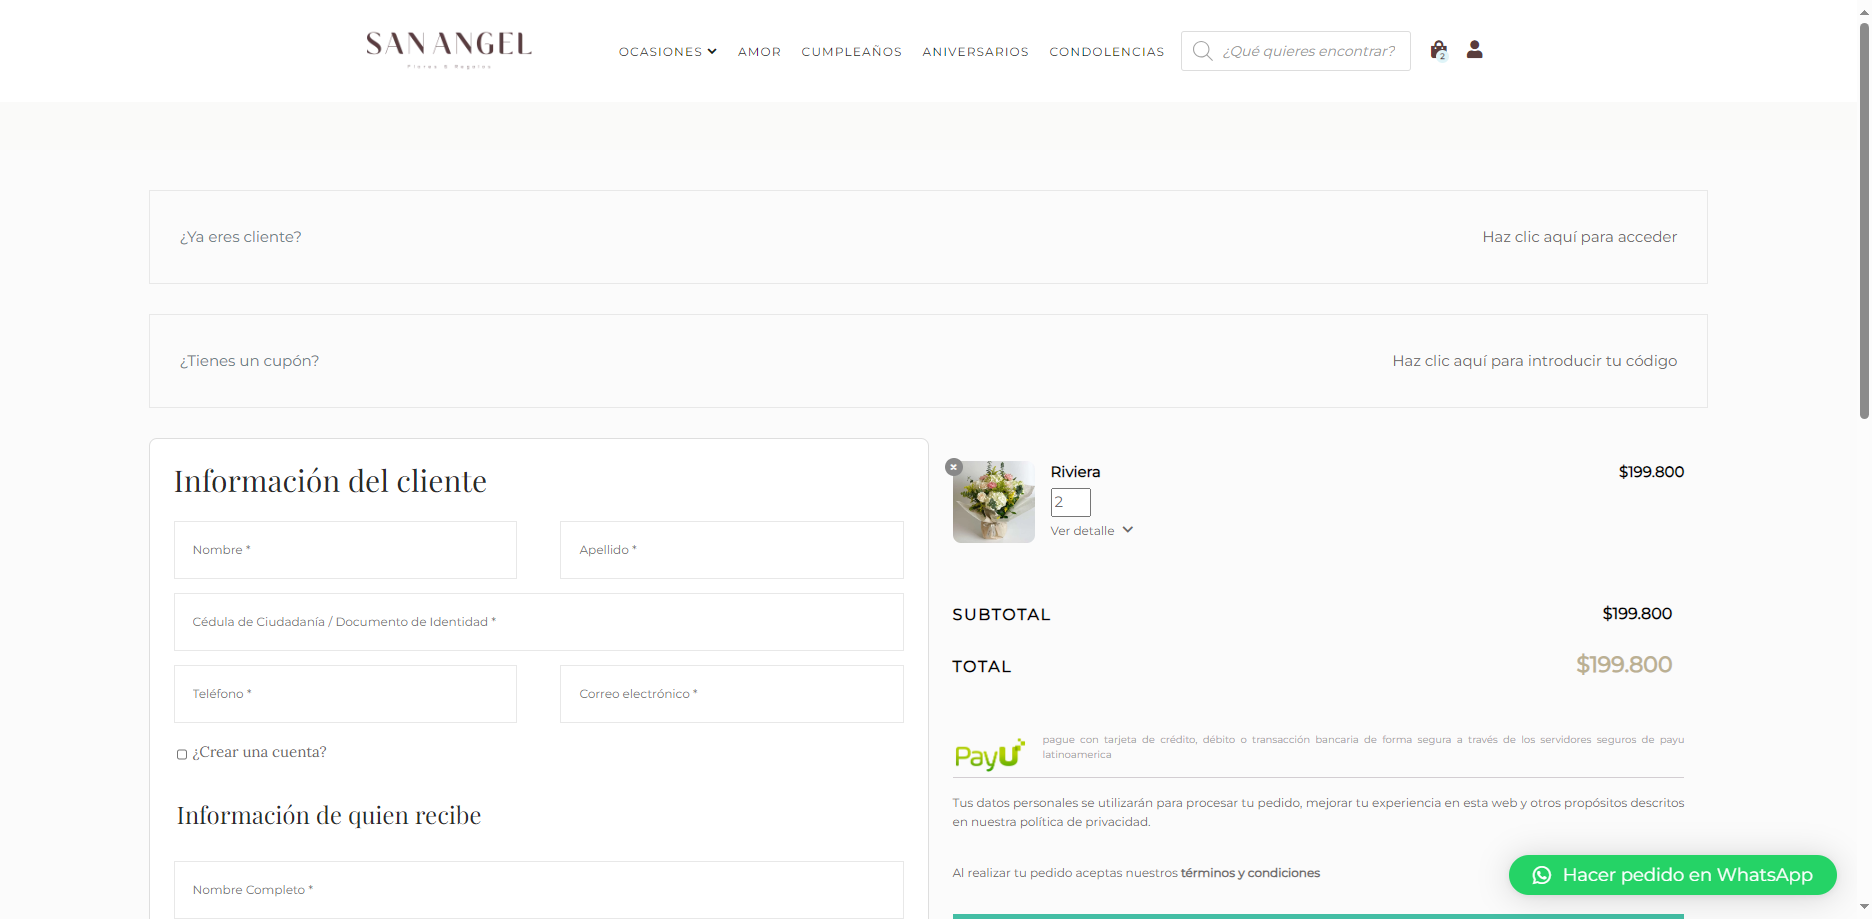 SAN ANGEL
Flores & Regalos
OCASIONES
AMOR
CUMPLEAÑOS
ANIVERSARIOS
CONDOLENCIAS
¿Qué quieres encontrar?
2
¿Ya eres cliente?
Haz clic aquí para acceder
¿Tienes un cupón?
Haz clic aquí para introducir tu código
Información del cliente
Nombre *
Apellido *
Cédula de Ciudadanía / Documento de Identidad *
Teléfono *
Correo electrónico *
¿Crear una cuenta?
Información de quien recibe
Nombre Completo *
Riviera
$199.800
2
Ver detalle
SUBTOTAL
$199.800
TOTAL
$199.800
PayU
pague con tarjeta de crédito, débito o transacción bancaria de forma segura a través de los servidores seguros de payu
latinoamerica
Tus datos personales se utilizarán para procesar tu pedido, mejorar tu experiencia en esta web y otros propósitos descritos
en nuestra política de privacidad.
Al realizar tu pedido aceptas nuestros términos y condiciones
Hacer pedido en WhatsApp